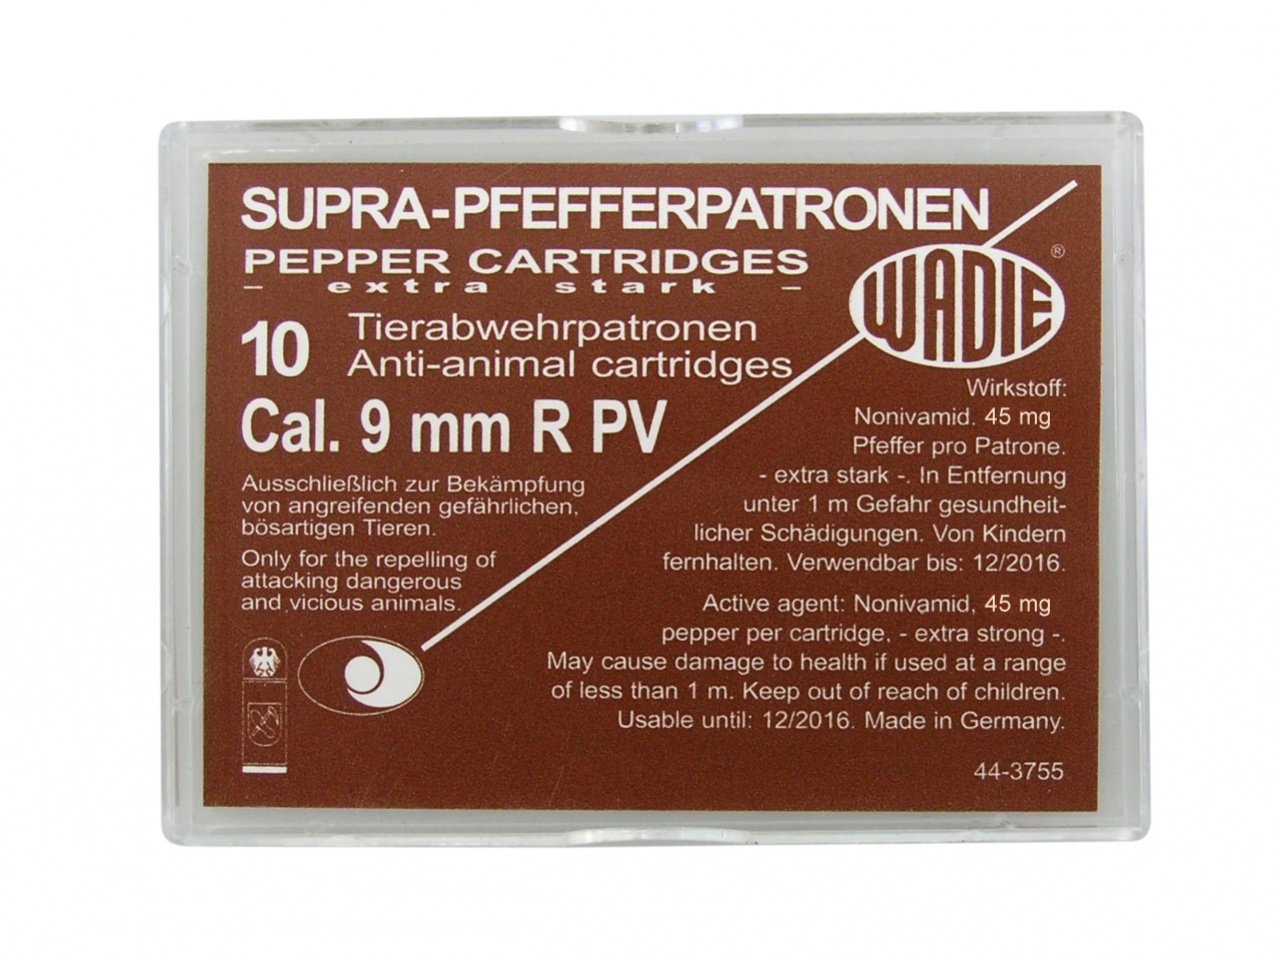 SUPRA-PFEFFERPATRONEN
PEPPER CARTRIDGES
- extra stark -
10 Tierabwehrpatronen
Anti-animal cartridges
Cal. 9 mm R PV
Ausschließlich zur Bekämpfung
von angreifenden gefährlichen,
bösartigen Tieren.
Only for the repelling of
attacking dangerous
and vicious animals.
WADIE ®
Wirkstoff:
Nonivamid. 45 mg
Pfeffer pro Patrone.
- extra stark -. In Entfernung
unter 1 m Gefahr gesundheit-
licher Schädigungen. Von Kindern
fernhalten. Verwendbar bis: 12/2016.
Active agent: Nonivamid, 45 mg
pepper per cartridge, - extra strong -.
May cause damage to health if used at a range
of less than 1 m. Keep out of reach of children.
Usable until: 12/2016. Made in Germany.
44-3755